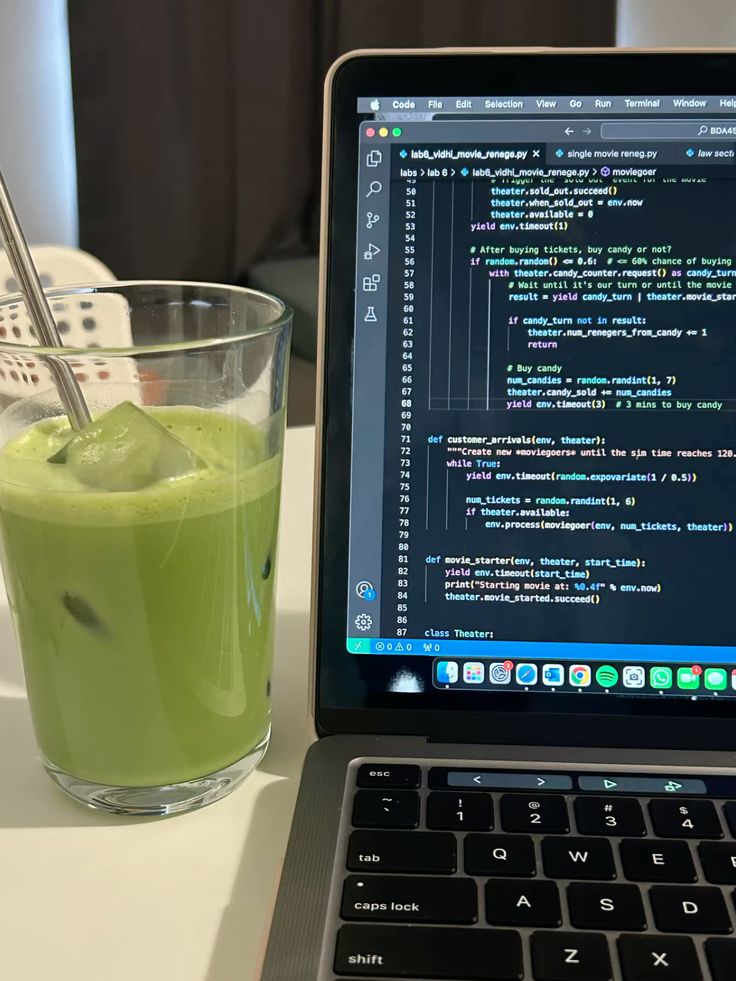 Code File Edit Selection View Go Run Terminal Window Help
BDA45
lab6_vidhi_movie_renege.py single movie reneg.py law secti
labs > lab 6 > lab6_vidhi_movie_renege.py > moviegoer
49 # Trigger the "sold out" event for the movie
50 theater.sold_out.succeed()
51 theater.when_sold_out = env.now
52 theater.available = 0
53 yield env.timeout(1)
54
55 # After buying tickets, buy candy or not?
56 if random.random() <= 0.6: # <= 60% chance of buying
57 with theater.candy_counter.request() as candy_turn
58 # Wait until it's our turn or until the movie
59 result = yield candy_turn | theater.movie_star
60
61 if candy_turn not in result:
62 theater.num_renegers_from_candy += 1
63 return
64
65 # Buy candy
66 num_candies = random.randint(1, 7)
67 theater.candy_sold += num_candies
68 yield env.timeout(3) # 3 mins to buy candy
69
70
71 def customer_arrivals(env, theater):
72 """Create new *moviegoers* until the sim time reaches 120.
73 while True:
74 yield env.timeout(random.expovariate(1 / 0.5))
75
76 num_tickets = random.randint(1, 6)
77 if theater.available:
78 env.process(moviegoer(env, num_tickets, theater))
79
80
81 def movie_starter(env, theater, start_time):
82 yield env.timeout(start_time)
83 print("Starting movie at: %0.4f" % env.now)
84 theater.movie_started.succeed()
85
86
87 class Theater:
1
0 0 0
2
1
esc
~ ` ! 1 @ 2 # 3 $ 4
tab Q W E
caps lock A S D
shift Z X